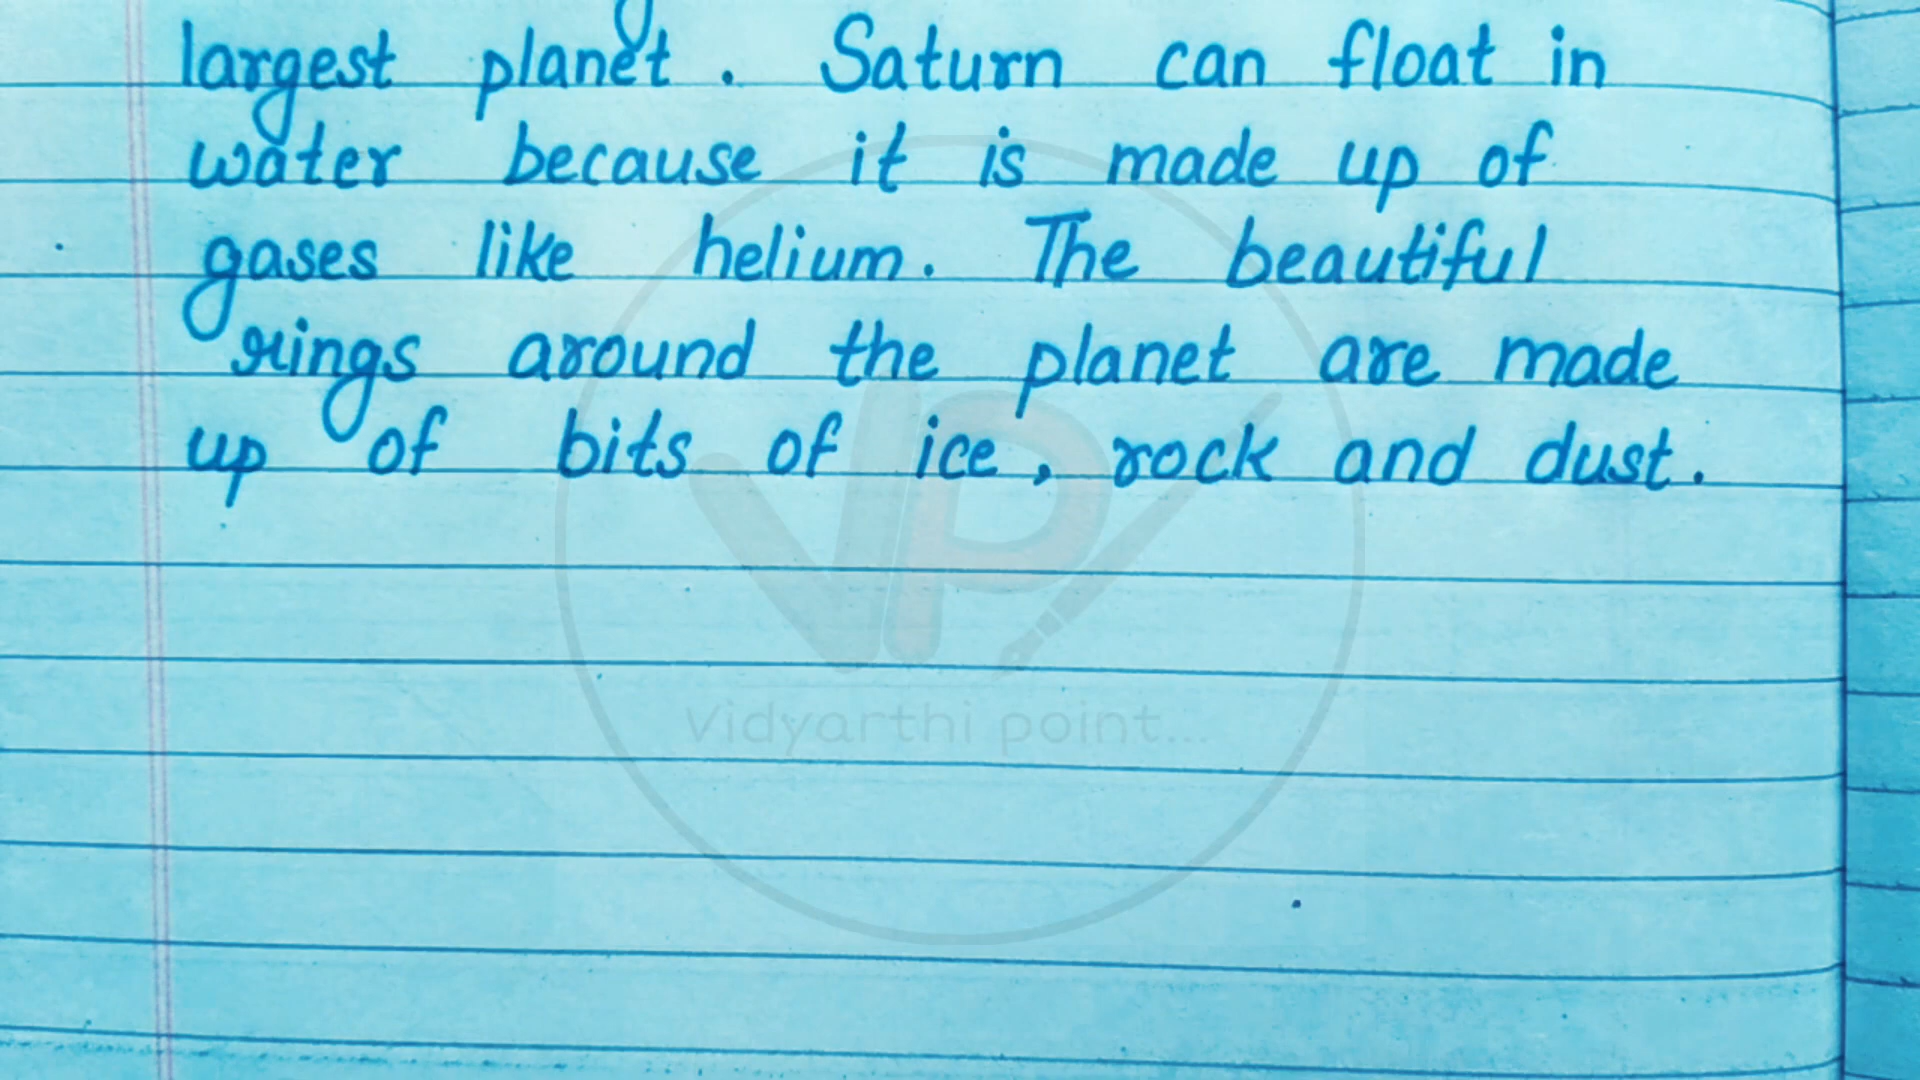 largest planet. Saturn can float in
water because it is made up of
gases like helium. The beautiful
rings around the planet are made
up of bits of ice, rock and dust.
VP
Vidyarthi point...